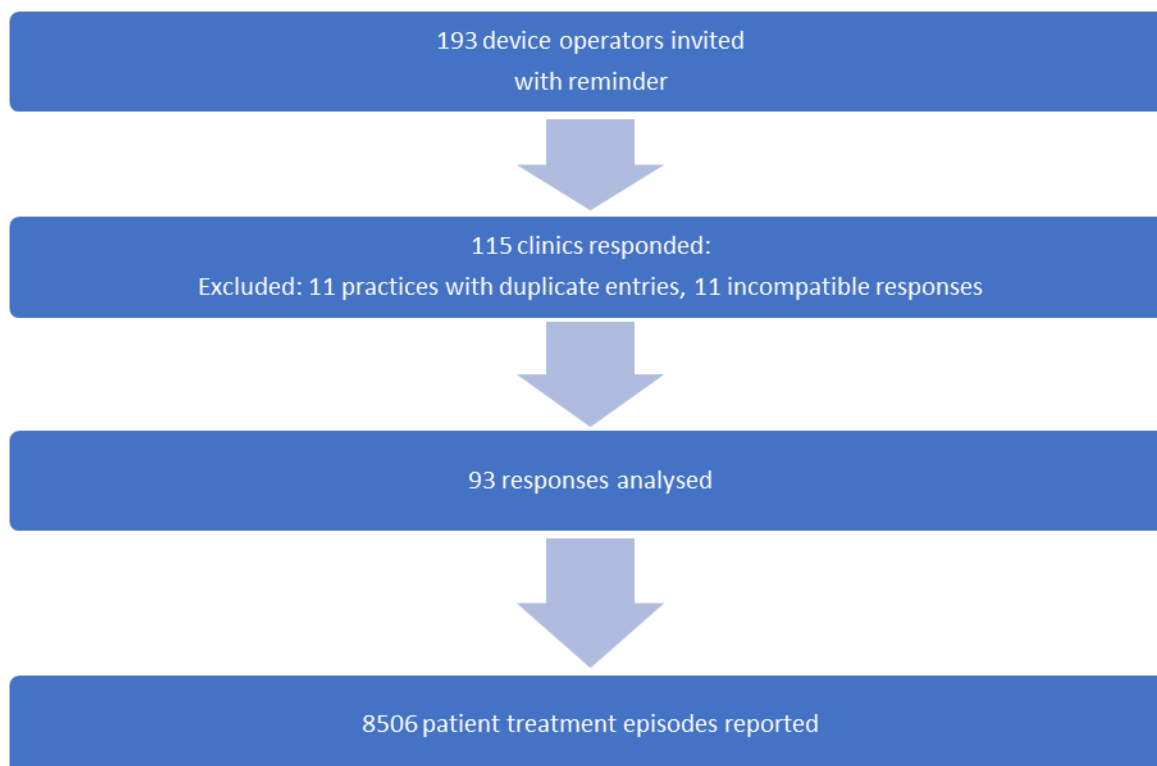 193 device operators invited
with reminder
115 clinics responded:
Excluded: 11 practices with duplicate entries, 11 incompatible responses
93 responses analysed
8506 patient treatment episodes reported